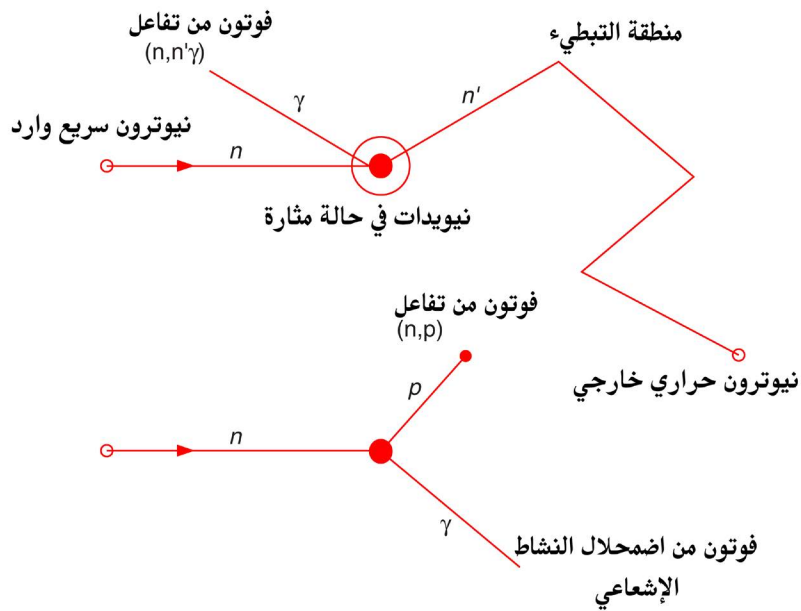 فوتون من تفاعل
(n,n'γ)
منطقة التبطيء
γ
n'
نيوترون سريع وارد
n
نيويدات في حالة مثارة
فوتون من تفاعل
(n,p)
نيوترون حراري خارجي
p
n
γ
فوتون من اضمحلال النشاط
الإشعاعي